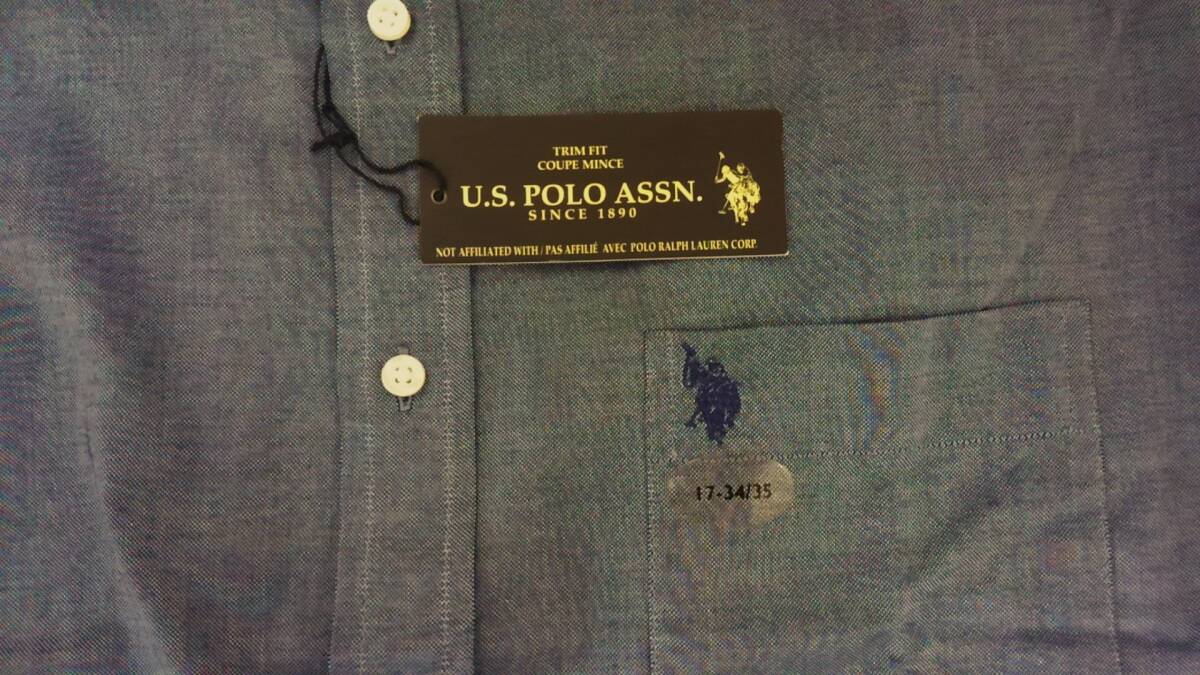 TRIM FIT
COUPE MINCE
U.S. POLO ASSN.
SINCE 1890
NOT AFFILIATED WITH / PAS AFFILIÉ AVEC POLO RALPH LAUREN CORP.
17-34/35